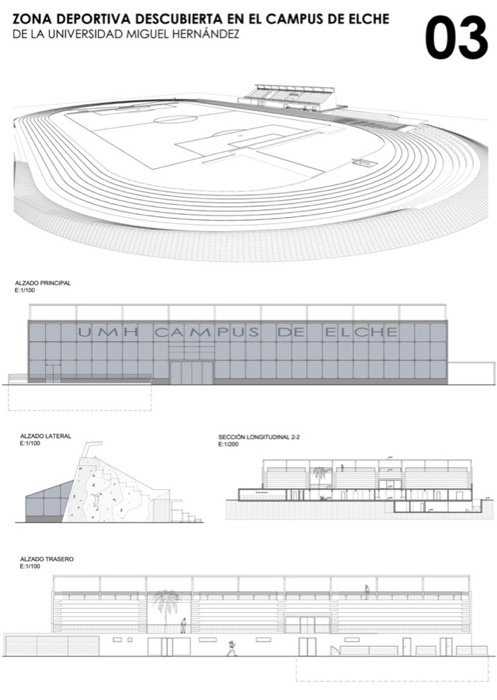 ZONA DEPORTIVA DESCUBIERTA EN EL CAMPUS DE ELCHE
DE LA UNIVERSIDAD MIGUEL HERNÁNDEZ
03
ALZADO PRINCIPAL
E:1/100
UMH CAMPUS DE ELCHE
ALZADO LATERAL
E:1/100
SECCIÓN LONGITUDINAL 2-2
E:1/200
ALZADO TRASERO
E:1/100